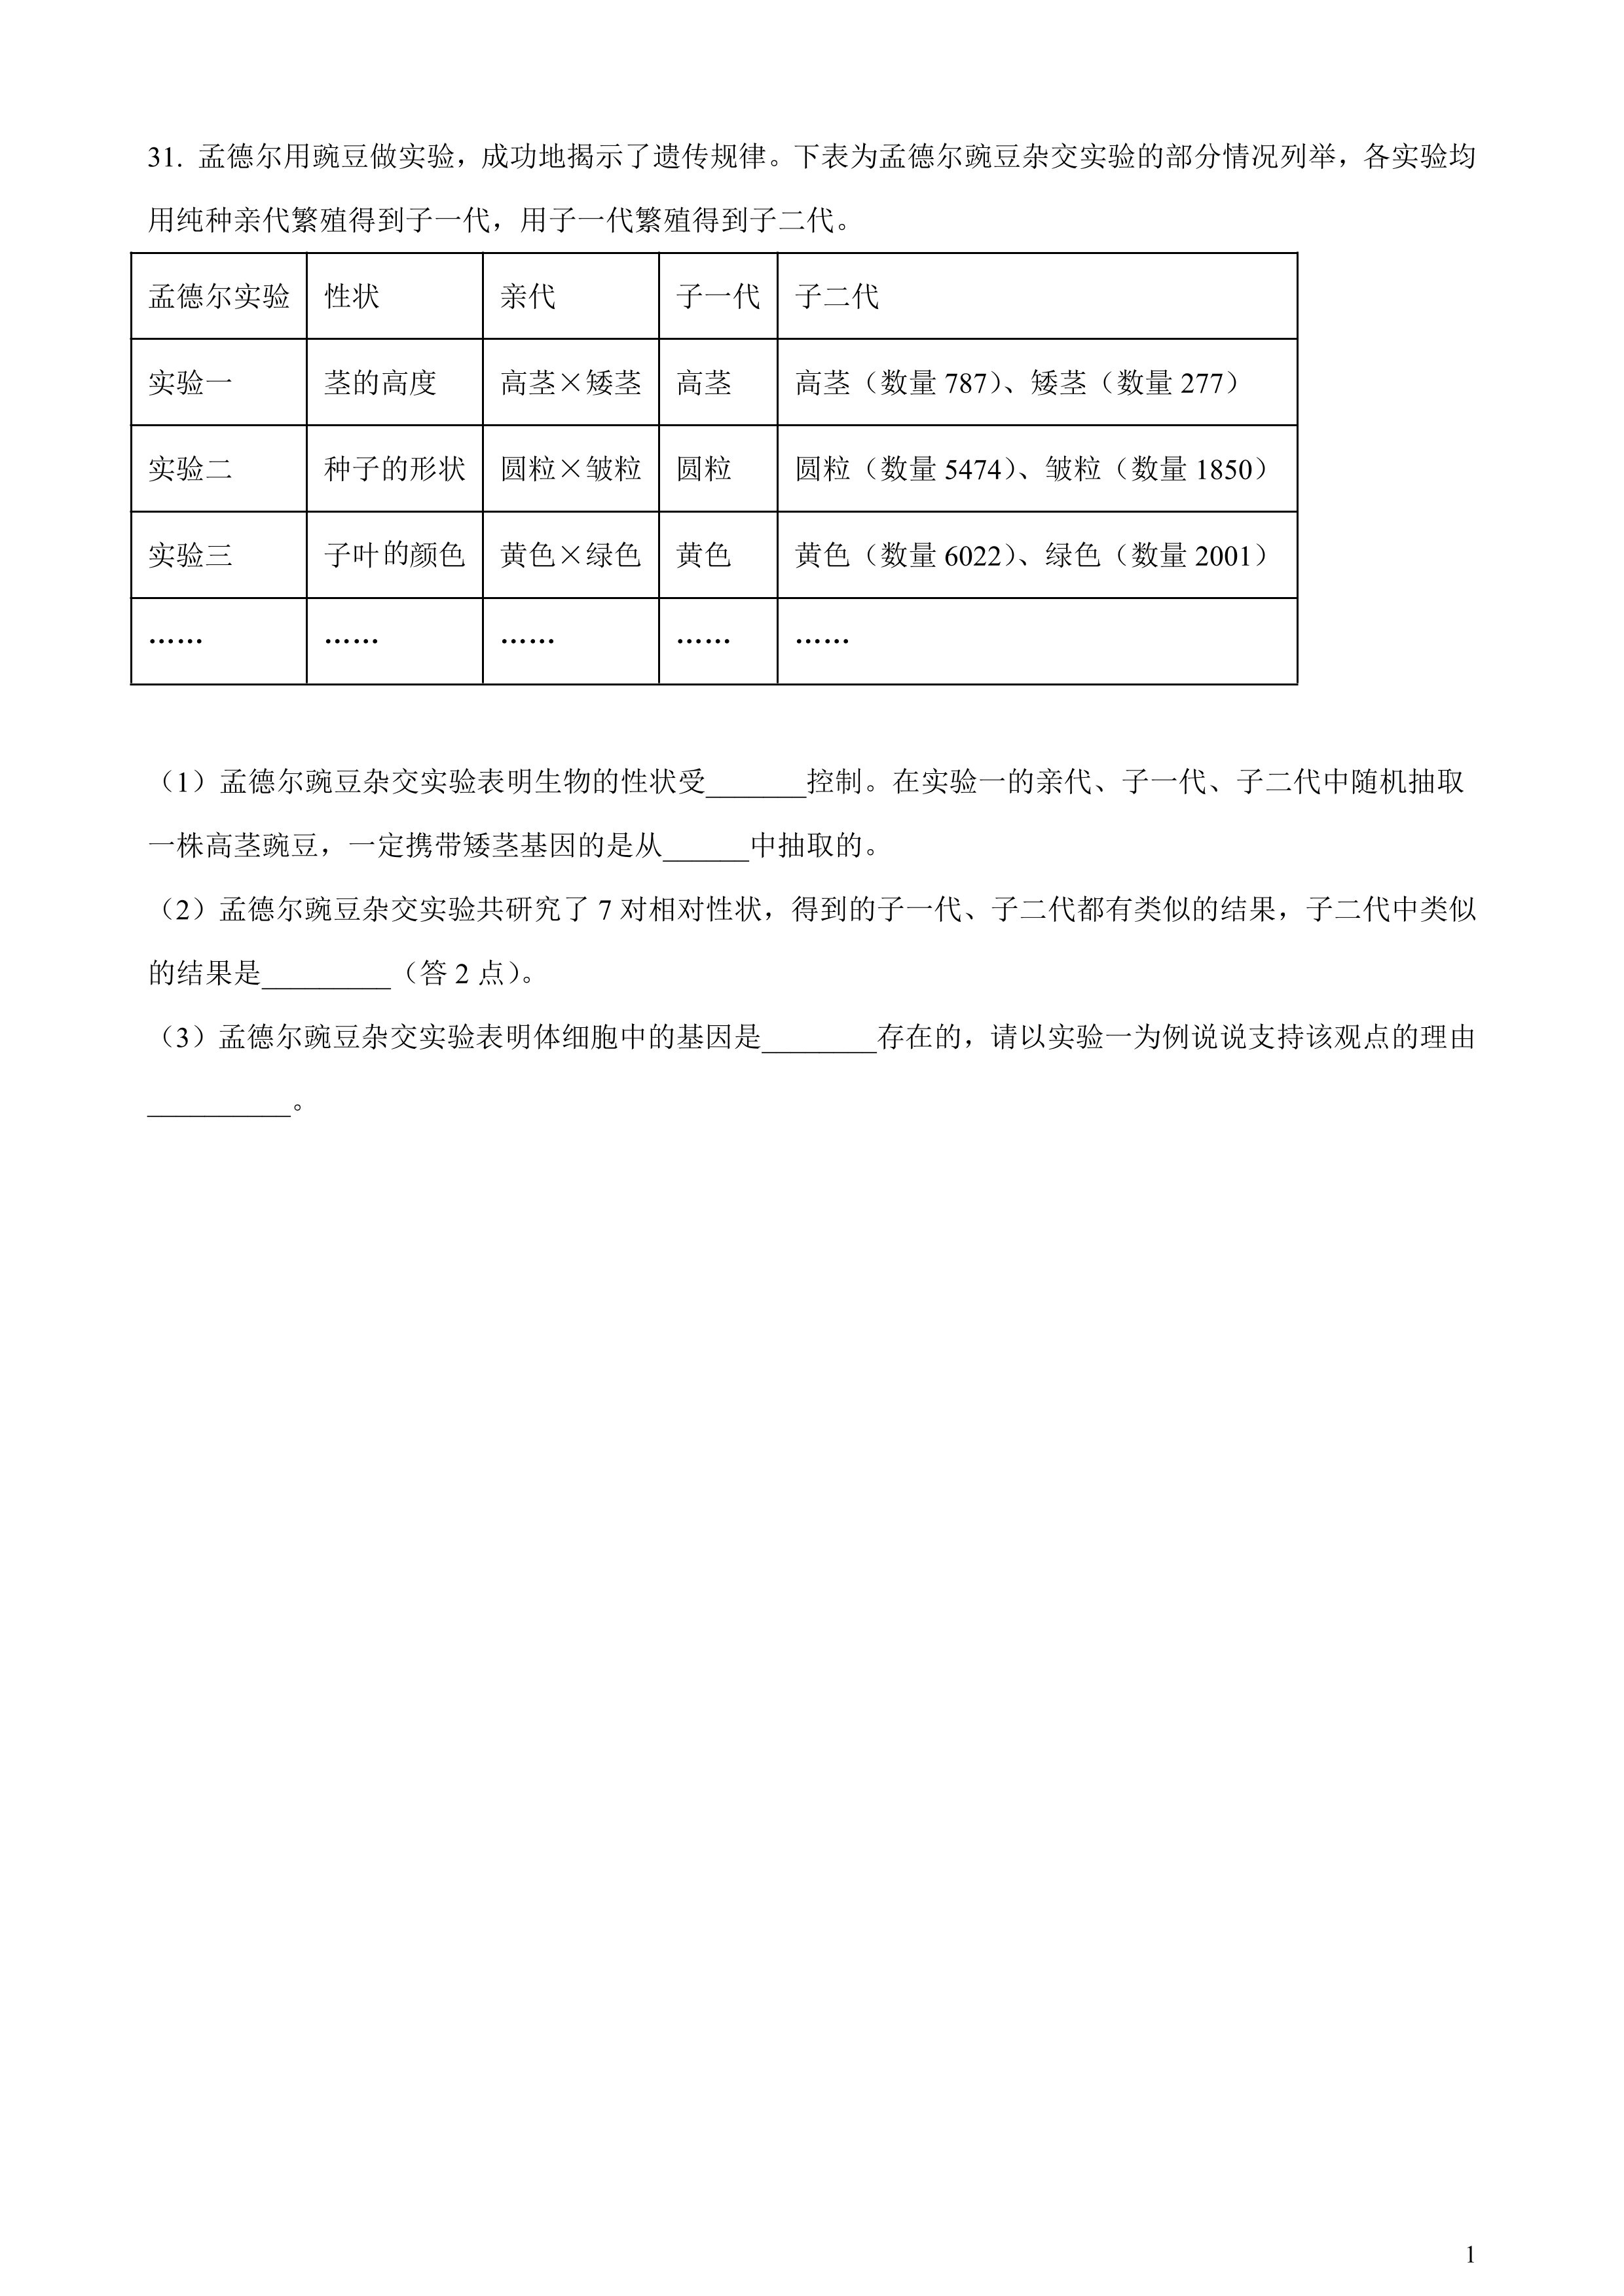 31. 孟德尔用豌豆做实验，成功地揭示了遗传规律。下表为孟德尔豌豆杂交实验的部分情况列举，各实验均
用纯种亲代繁殖得到子一代，用子一代繁殖得到子二代。
孟德尔实验 性状 亲代 子一代 子二代
实验一 茎的高度 高茎×矮茎 高茎 高茎（数量 787）、矮茎（数量 277）
实验二 种子的形状 圆粒×皱粒 圆粒 圆粒（数量 5474）、皱粒（数量 1850）
实验三 子叶的颜色 黄色×绿色 黄色 黄色（数量 6022）、绿色（数量 2001）
…… …… …… …… ……
（1）孟德尔豌豆杂交实验表明生物的性状受_______控制。在实验一的亲代、子一代、子二代中随机抽取
一株高茎豌豆，一定携带矮茎基因的是从______中抽取的。
（2）孟德尔豌豆杂交实验共研究了 7 对相对性状，得到的子一代、子二代都有类似的结果，子二代中类似
的结果是_________（答 2 点）。
（3）孟德尔豌豆杂交实验表明体细胞中的基因是________存在的，请以实验一为例说说支持该观点的理由
__________。
1